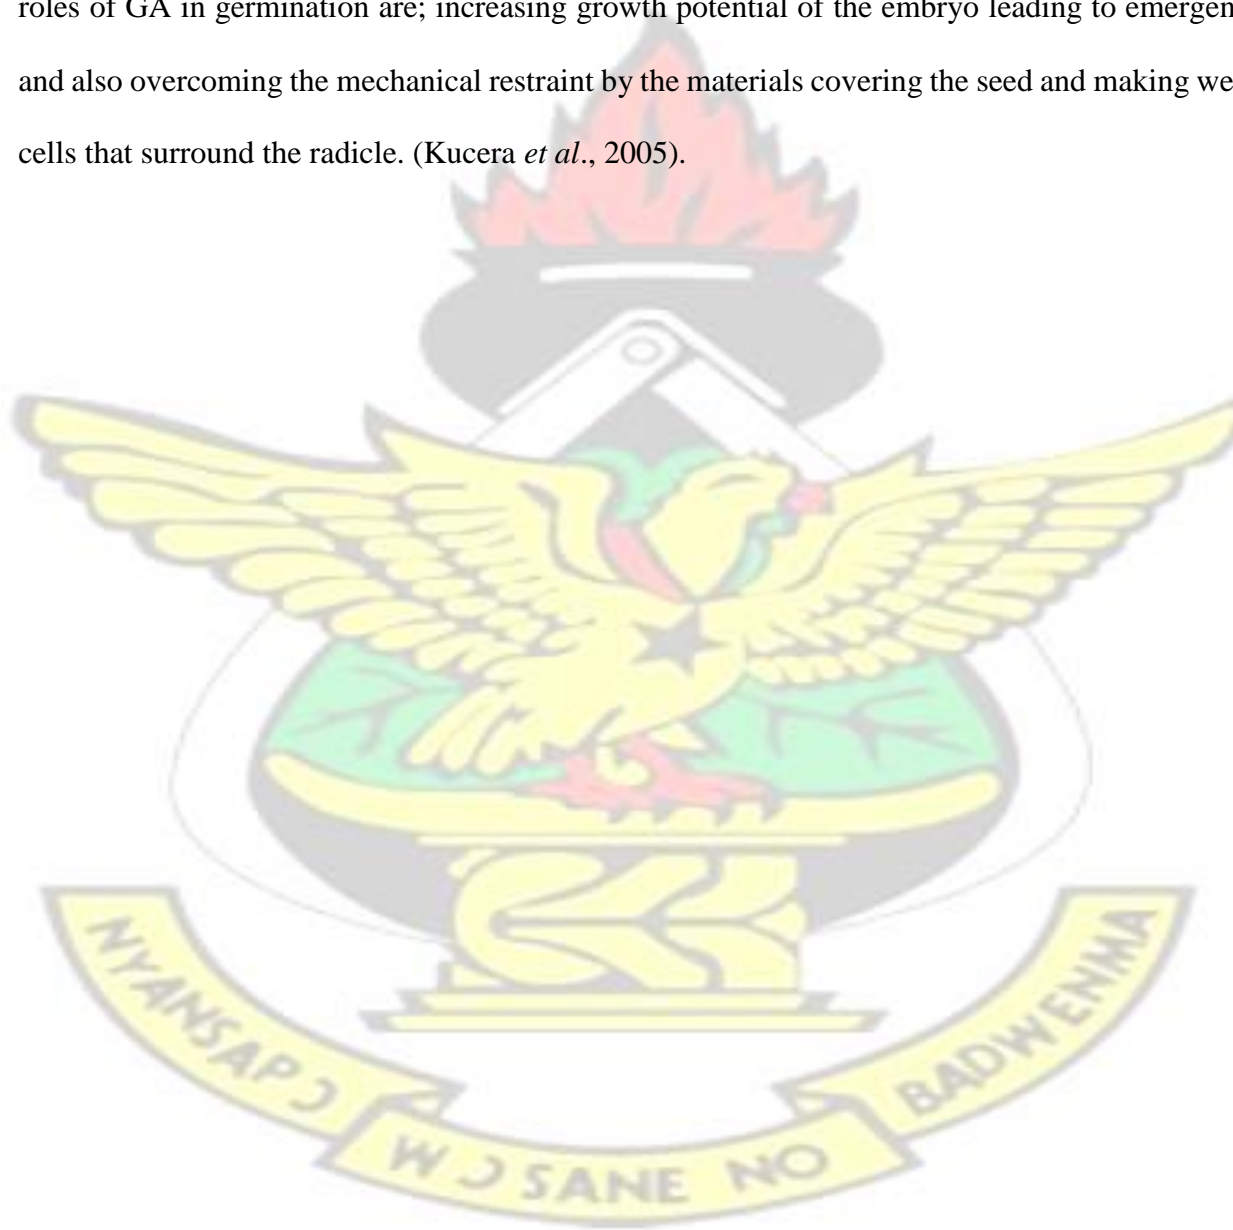 roles of GA in germination are; increasing growth potential of the embryo leading to emergen
and also overcoming the mechanical restraint by the materials covering the seed and making we
cells that surround the radicle. (Kucera et al., 2005).
NYANSAPƆ
WƆSANE NO
BADWENMA